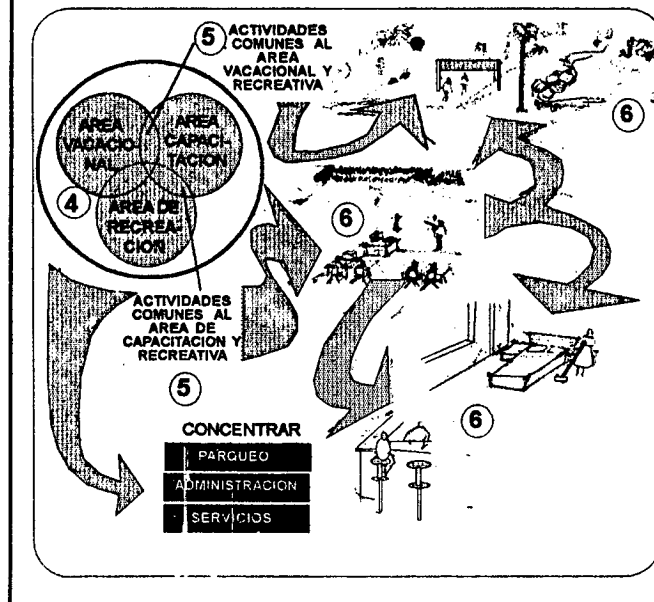 5 ACTIVIDADES
COMUNES AL
AREA
VACACIONAL Y
RECREATIVA
6
AREA
VACACIO-
NAL
AREA
CAPACI-
TACION
4
AREA DE
RECREA-
CION
6
ACTIVIDADES
COMUNES AL
AREA DE
CAPACITACION Y
RECREATIVA
5
6
CONCENTRAR
PARQUEO
ADMINISTRACION
SERVICIOS